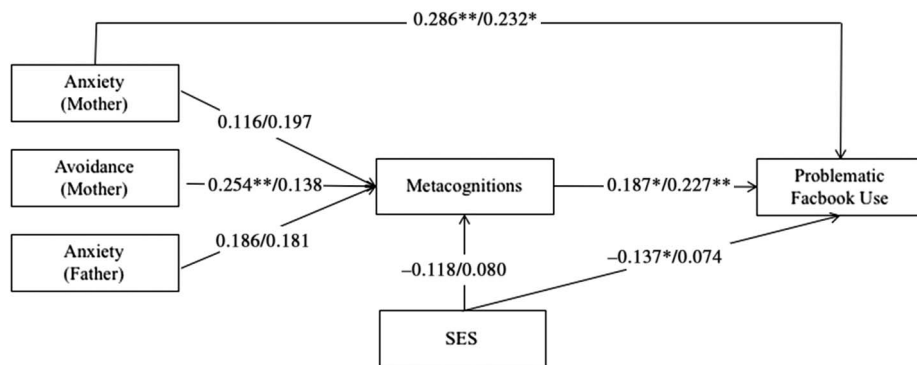 0.286**/0.232*
Anxiety
(Mother)
0.116/0.197
Avoidance
(Mother)
0.254**/0.138
Metacognitions
0.187*/0.227**
Problematic
Facbook Use
Anxiety
(Father)
0.186/0.181
–0.118/0.080
–0.137*/0.074
SES